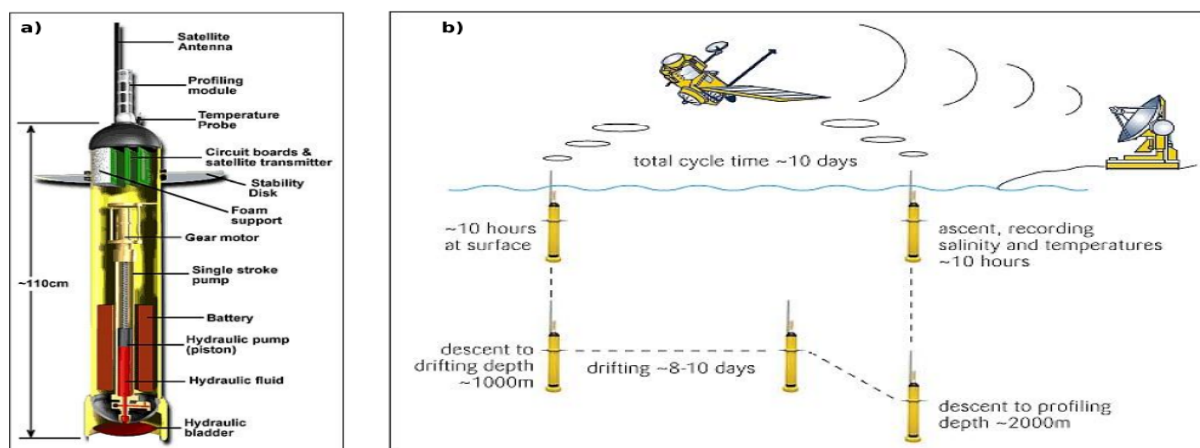 a)
Satellite
Antenna
Profiling
module
Temperature
Probe
Circuit boards &
satellite transmitter
Stability
Disk
Foam
support
Gear motor
~110cm
Single stroke
pump
Battery
Hydraulic pump
(piston)
Hydraulic fluid
Hydraulic
bladder
b)
total cycle time ~10 days
~10 hours
at surface
ascent, recording
salinity and temperatures
~10 hours
descent to
drifting depth
~1000m
drifting ~8-10 days
descent to profiling
depth ~2000m